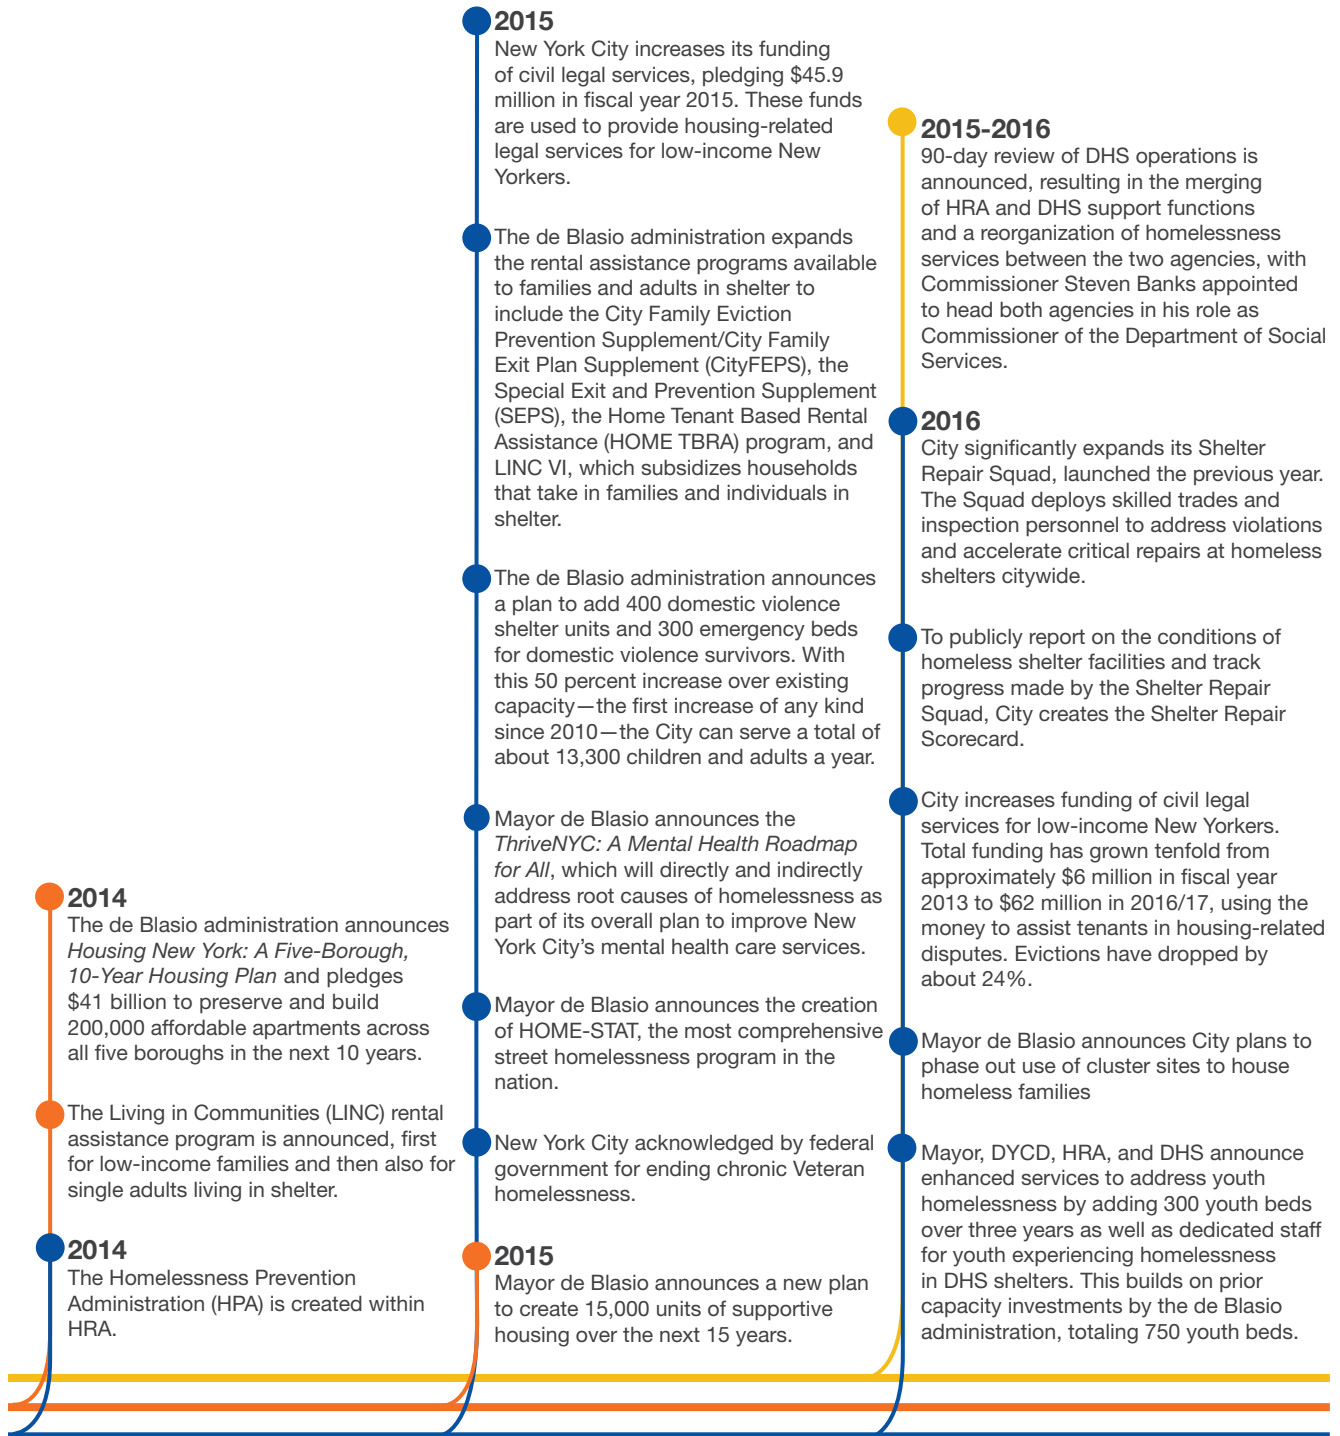 2014
The de Blasio administration announces
Housing New York: A Five-Borough,
10-Year Housing Plan and pledges
$41 billion to preserve and build
200,000 affordable apartments across
all five boroughs in the next 10 years.
The Living in Communities (LINC) rental
assistance program is announced, first
for low-income families and then also for
single adults living in shelter.
2014
The Homelessness Prevention
Administration (HPA) is created within
HRA.
2015
New York City increases its funding
of civil legal services, pledging $45.9
million in fiscal year 2015. These funds
are used to provide housing-related
legal services for low-income New
Yorkers.
The de Blasio administration expands
the rental assistance programs available
to families and adults in shelter to
include the City Family Eviction
Prevention Supplement/City Family
Exit Plan Supplement (CityFEPS), the
Special Exit and Prevention Supplement
(SEPS), the Home Tenant Based Rental
Assistance (HOME TBRA) program, and
LINC VI, which subsidizes households
that take in families and individuals in
shelter.
The de Blasio administration announces
a plan to add 400 domestic violence
shelter units and 300 emergency beds
for domestic violence survivors. With
this 50 percent increase over existing
capacity—the first increase of any kind
since 2010—the City can serve a total of
about 13,300 children and adults a year.
Mayor de Blasio announces the
ThriveNYC: A Mental Health Roadmap
for All, which will directly and indirectly
address root causes of homelessness as
part of its overall plan to improve New
York City's mental health care services.
Mayor de Blasio announces the creation
of HOME-STAT, the most comprehensive
street homelessness program in the
nation.
New York City acknowledged by federal
government for ending chronic Veteran
homelessness.
2015
Mayor de Blasio announces a new plan
to create 15,000 units of supportive
housing over the next 15 years.
2015-2016
90-day review of DHS operations is
announced, resulting in the merging
of HRA and DHS support functions
and a reorganization of homelessness
services between the two agencies, with
Commissioner Steven Banks appointed
to head both agencies in his role as
Commissioner of the Department of Social
Services.
2016
City significantly expands its Shelter
Repair Squad, launched the previous year.
The Squad deploys skilled trades and
inspection personnel to address violations
and accelerate critical repairs at homeless
shelters citywide.
To publicly report on the conditions of
homeless shelter facilities and track
progress made by the Shelter Repair
Squad, City creates the Shelter Repair
Scorecard.
City increases funding of civil legal
services for low-income New Yorkers.
Total funding has grown tenfold from
approximately $6 million in fiscal year
2013 to $62 million in 2016/17, using the
money to assist tenants in housing-related
disputes. Evictions have dropped by
about 24%.
Mayor de Blasio announces City plans to
phase out use of cluster sites to house
homeless families
Mayor, DYCD, HRA, and DHS announce
enhanced services to address youth
homelessness by adding 300 youth beds
over three years as well as dedicated staff
for youth experiencing homelessness
in DHS shelters. This builds on prior
capacity investments by the de Blasio
administration, totaling 750 youth beds.